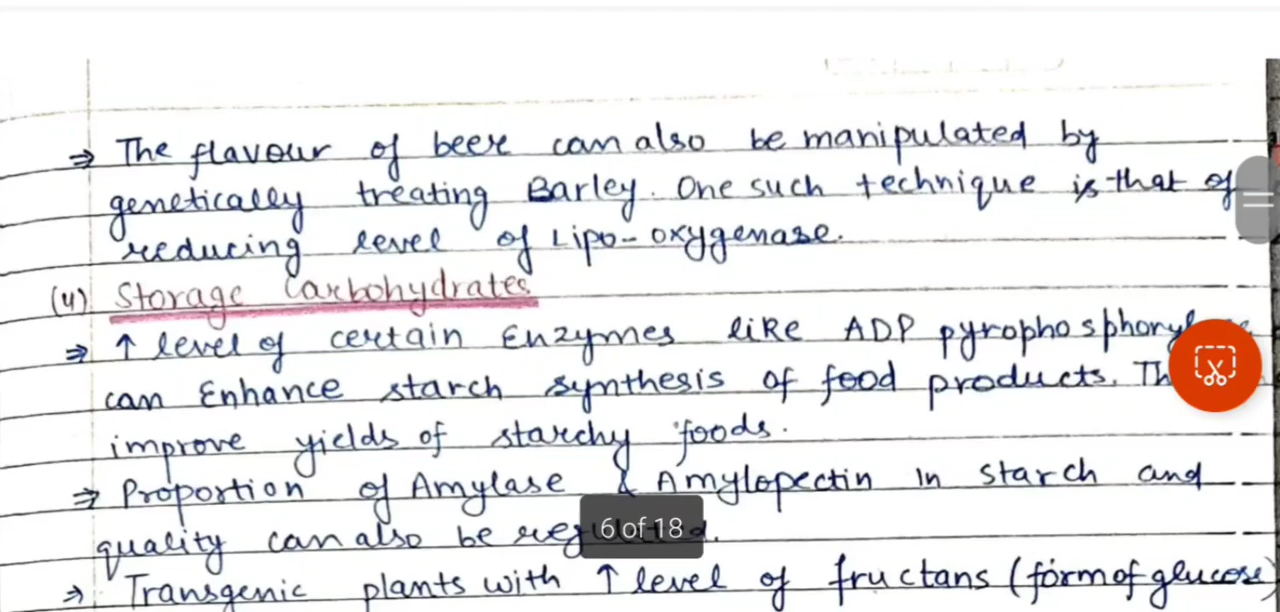 ⇒ The flavour of beer can also be manipulated by
genetically treating Barley. One such technique is that of
reducing level of Lipo-oxygenase.
(4) Storage Carbohydrates
⇒ ↑ level of certain Enzymes like ADP
can Enhance starch synthesis of food products.
improve yields of starchy foods.
⇒ Proportion of Amylase & Amylopectin in starch and
quality can also be
6 of 18
⇒ Transgenic plants with ↑ level of fructans (form of glucose)